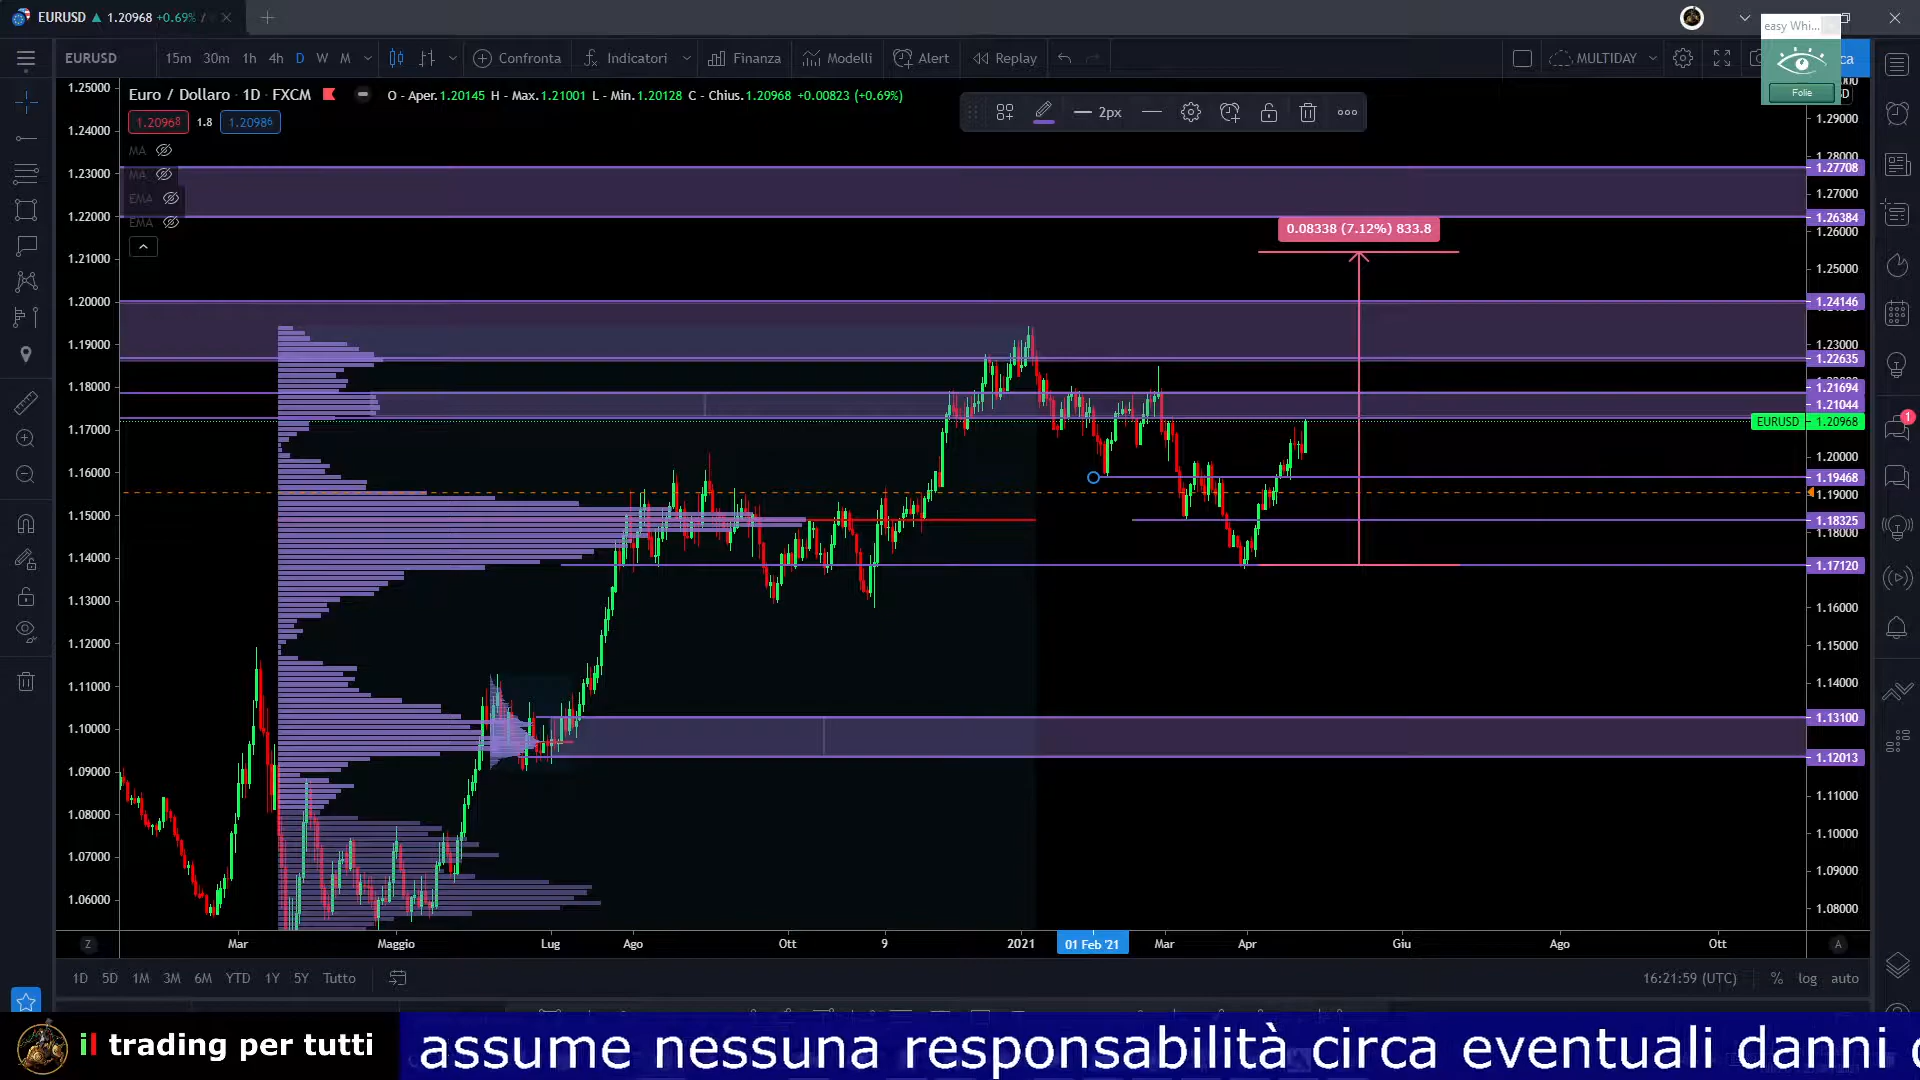 EURUSD ▲ 1.20968 +0.69% /
easy Whi...
Folie
EURUSD 15m 30m 1h 4h D W M Confronta Indicatori Finanza Modelli Alert Replay MULTIDAY
Euro / Dollaro · 1D · FXCM O - Aper.1.20145 H - Max.1.21001 L - Min.1.20128 C - Chius.1.20968 +0.00823 (+0.69%)
1.20968 1.8 1.20986
2px
MA
MA
EMA
EMA
0.08338 (7.12%) 833.8
1.25000
1.24000
1.23000
1.22000
1.21000
1.20000
1.19000
1.18000
1.17000
1.16000
1.15000
1.14000
1.13000
1.12000
1.11000
1.10000
1.09000
1.08000
1.07000
1.06000
1.29000
1.28000
1.27708
1.27000
1.26384
1.26000
1.25000
1.24146
1.23000
1.22635
1.21694
1.21044
EURUSD 1.20968
1.20000
1.19468
1.19000
1.18325
1.18000
1.17120
1.16000
1.15000
1.14000
1.13100
1.12013
1.11000
1.10000
1.09000
1.08000
1
Z Mar Maggio Lug Ago Ott 9 2021 01 Feb '21 Mar Apr Giu Ago Ott A
1D 5D 1M 3M 6M YTD 1Y 5Y Tutto 16:21:59 (UTC) % log auto
il trading per tutti
assume nessuna responsabilità circa eventuali danni